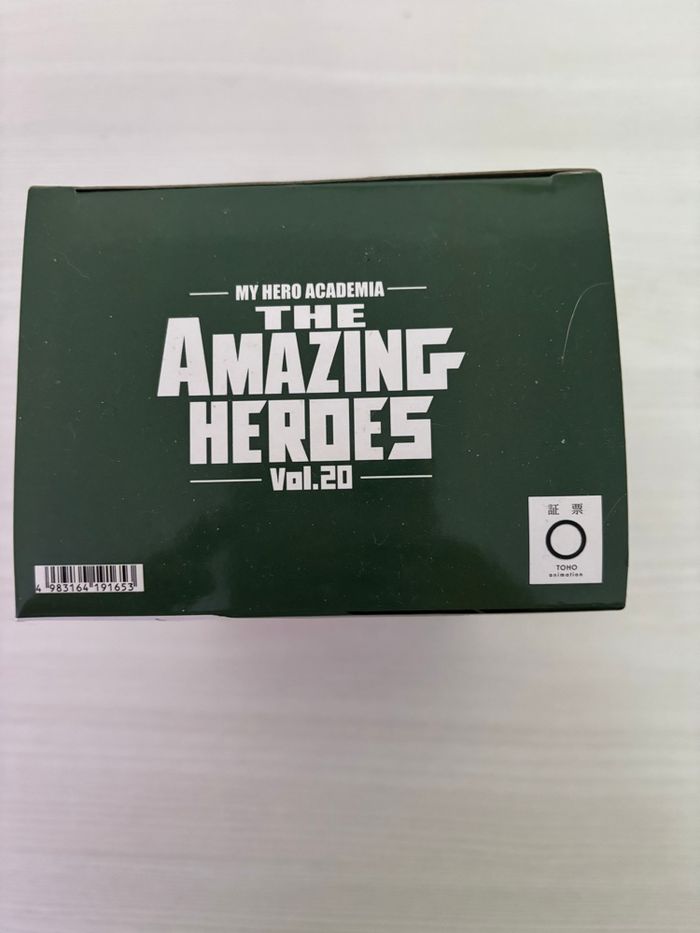 MY HERO ACADEMIA
THE
AMAZING
HEROES
Vol.20
証 票
TOHO
animation
4 983164 191653